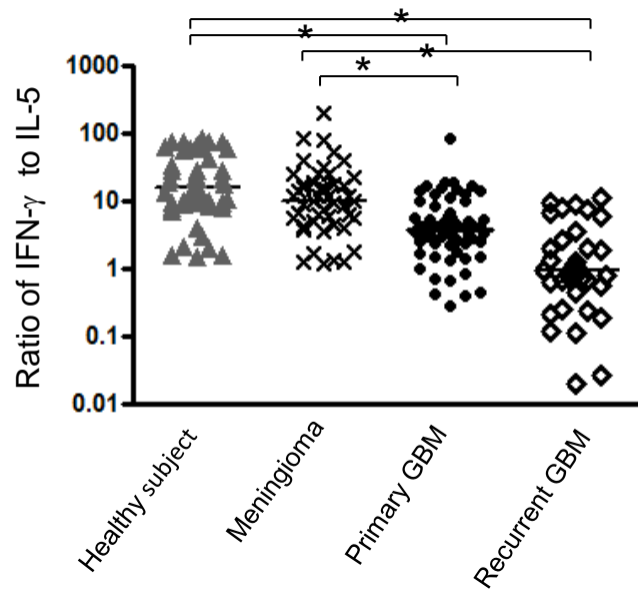 *
*
*
*
1000
100
10
1
0.1
0.01
Ratio of IFN-γ to IL-5
Healthy subject
Meningioma
Primary GBM
Recurrent GBM